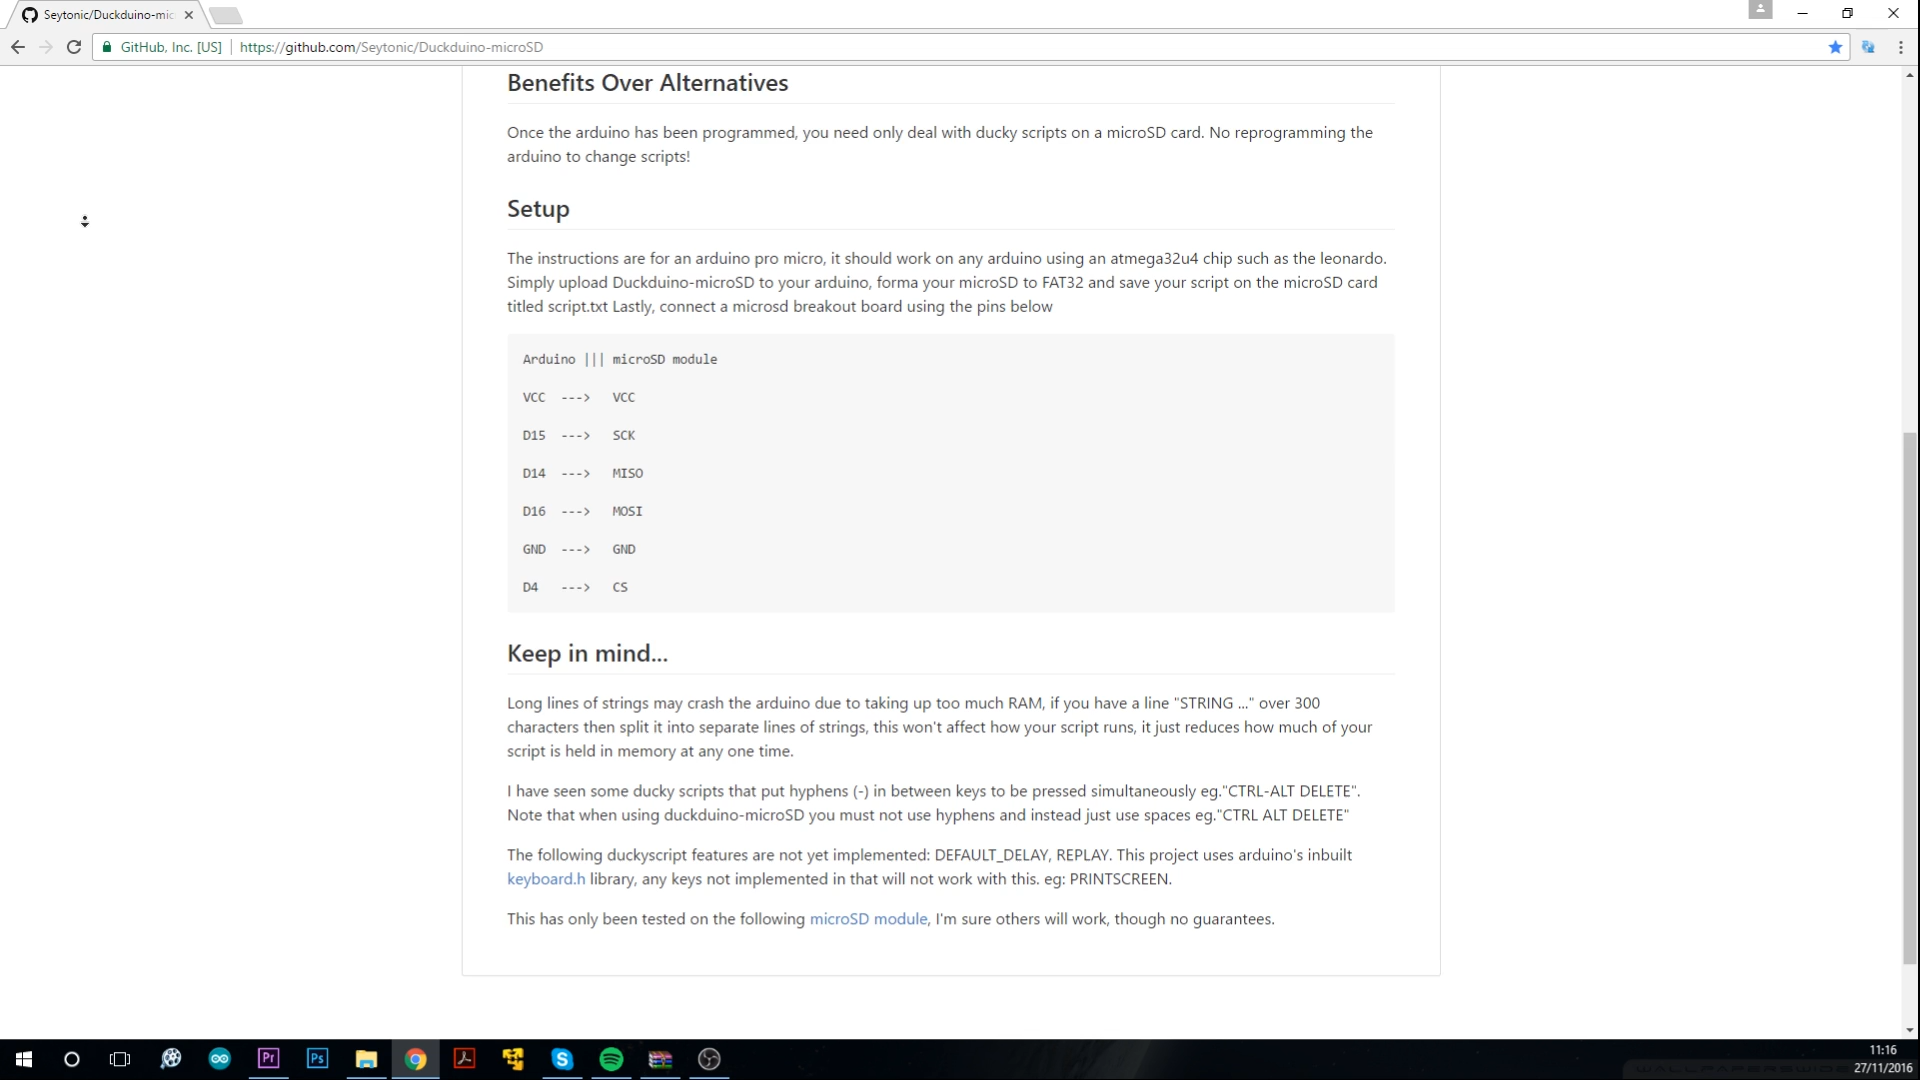 Seytonic/Duckduino-mic
GitHub, Inc. [US] https://github.com/Seytonic/Duckduino-microSD
Benefits Over Alternatives
Once the arduino has been programmed, you need only deal with ducky scripts on a microSD card. No reprogramming the
arduino to change scripts!
Setup
The instructions are for an arduino pro micro, it should work on any arduino using an atmega32u4 chip such as the leonardo.
Simply upload Duckduino-microSD to your arduino, forma your microSD to FAT32 and save your script on the microSD card
titled script.txt Lastly, connect a microsd breakout board using the pins below
Arduino ||| microSD module
VCC ---> VCC
D15 ---> SCK
D14 ---> MISO
D16 ---> MOSI
GND ---> GND
D4 ---> CS
Keep in mind...
Long lines of strings may crash the arduino due to taking up too much RAM, if you have a line "STRING ..." over 300
characters then split it into separate lines of strings, this won't affect how your script runs, it just reduces how much of your
script is held in memory at any one time.
I have seen some ducky scripts that put hyphens (-) in between keys to be pressed simultaneously eg."CTRL-ALT DELETE".
Note that when using duckduino-microSD you must not use hyphens and instead just use spaces eg."CTRL ALT DELETE"
The following duckyscript features are not yet implemented: DEFAULT_DELAY, REPLAY. This project uses arduino's inbuilt
keyboard.h library, any keys not implemented in that will not work with this. eg: PRINTSCREEN.
This has only been tested on the following microSD module, I'm sure others will work, though no guarantees.
Pr
Ps
11:16
27/11/2016